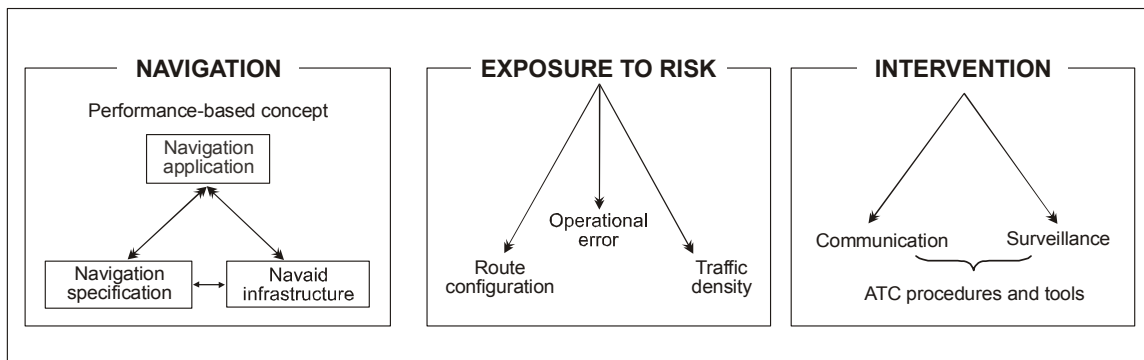 NAVIGATION
Performance-based concept
Navigation
application
Navigation
specification
Navaid
infrastructure
EXPOSURE TO RISK
Operational
error
Route
configuration
Traffic
density
INTERVENTION
Communication
Surveillance
ATC procedures and tools